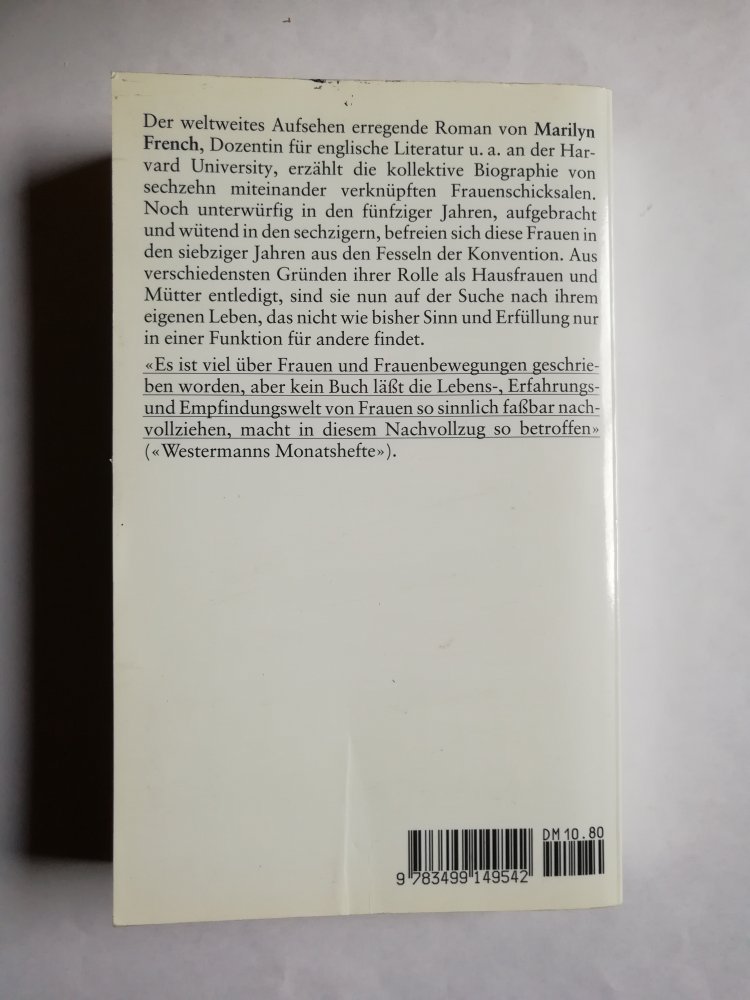 Der weltweites Aufsehen erregende Roman von Marilyn
French, Dozentin für englische Literatur u. a. an der Har-
vard University, erzählt die kollektive Biographie von
sechzehn miteinander verknüpften Frauenschicksalen.
Noch unterwürfig in den fünfziger Jahren, aufgebracht
und wütend in den sechzigern, befreien sich diese Frauen in
den siebziger Jahren aus den Fesseln der Konvention. Aus
verschiedensten Gründen ihrer Rolle als Hausfrauen und
Mütter entledigt, sind sie nun auf der Suche nach ihrem
eigenen Leben, das nicht wie bisher Sinn und Erfüllung nur
in einer Funktion für andere findet.
«Es ist viel über Frauen und Frauenbewegungen geschrie-
ben worden, aber kein Buch läßt die Lebens-, Erfahrungs-
und Empfindungswelt von Frauen so sinnlich faßbar nach-
vollziehen, macht in diesem Nachvollzug so betroffen»
(«Westermanns Monatshefte»).
DM 10.80
9 783499 149542